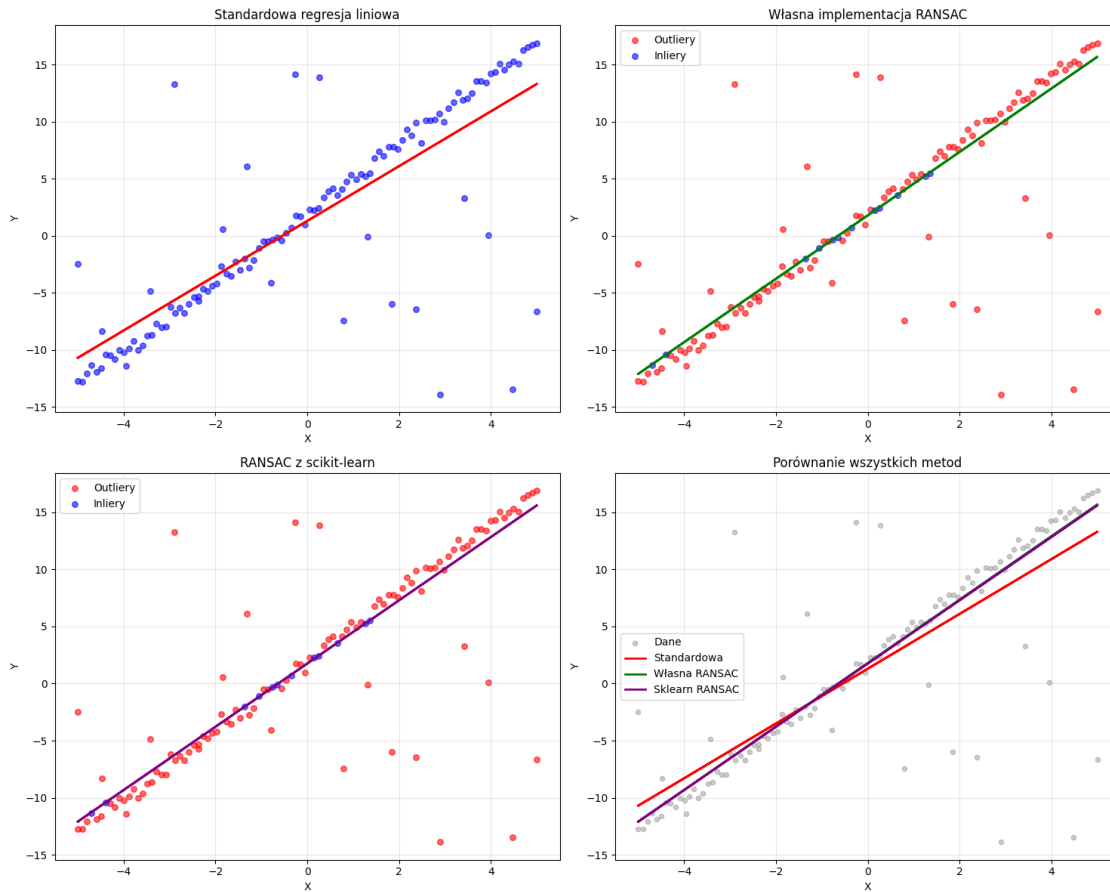 Standardowa regresja liniowa
Y
15
10
5
0
−5
−10
−15
−4
−2
0
2
4
X
Własna implementacja RANSAC
Outliery
Inliery
Y
15
10
5
0
−5
−10
−15
−4
−2
0
2
4
X
RANSAC z scikit-learn
Outliery
Inliery
Y
15
10
5
0
−5
−10
−15
−4
−2
0
2
4
X
Porównanie wszystkich metod
Dane
Standardowa
Własna RANSAC
Sklearn RANSAC
Y
15
10
5
0
−5
−10
−15
−4
−2
0
2
4
X